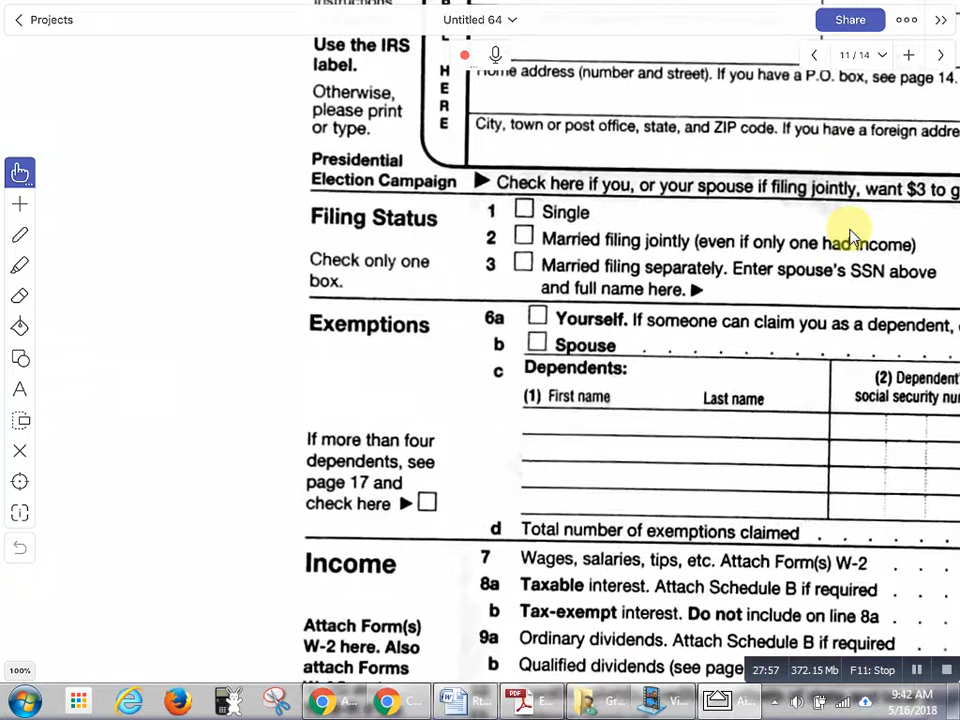 Projects
Untitled 64
Share
11 / 14
Use the IRS
label.
Otherwise,
please print
or type.
H
E
R
E
Home address (number and street). If you have a P.O. box, see page 14.
City, town or post office, state, and ZIP code. If you have a foreign addre
Presidential
Election Campaign
Check here if you, or your spouse if filing jointly, want $3 to g
Filing Status
Check only one
box.
1 Single
2 Married filing jointly (even if only one had income)
3 Married filing separately. Enter spouse's SSN above
and full name here.
Exemptions
6a Yourself. If someone can claim you as a dependent,
b Spouse
c Dependents:
(1) First name Last name
(2) Dependent'
social security nu
If more than four
dependents, see
page 17 and
check here
d Total number of exemptions claimed
Income
7 Wages, salaries, tips, etc. Attach Form(s) W-2
8a Taxable interest. Attach Schedule B if required
b Tax-exempt interest. Do not include on line 8a
9a Ordinary dividends. Attach Schedule B if required
b Qualified dividends (see page
Attach Form(s)
W-2 here. Also
attach Forms
100%
27:57 372.15 Mb F11: Stop
A...
C...
W Rt...
PDF E...
Gr...
Vi...
Ai...
9:42 AM
5/16/2018